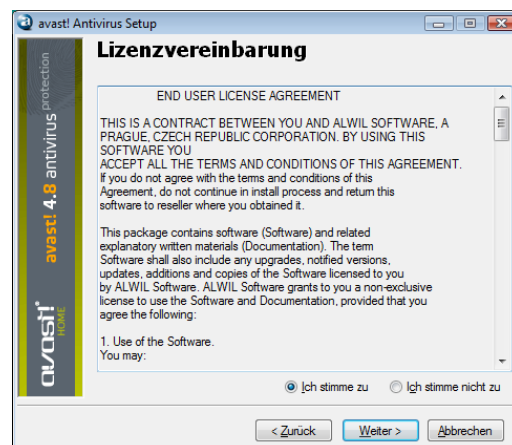 avast! Antivirus Setup
Lizenzvereinbarung
avast! 4.8 antivirus protection
avast!
HOME
END USER LICENSE AGREEMENT
THIS IS A CONTRACT BETWEEN YOU AND ALWIL SOFTWARE, A
PRAGUE, CZECH REPUBLIC CORPORATION. BY USING THIS
SOFTWARE YOU
ACCEPT ALL THE TERMS AND CONDITIONS OF THIS AGREEMENT.
If you do not agree with the terms and conditions of this
Agreement, do not continue in install process and return this
software to reseller where you obtained it.
This package contains software (Software) and related
explanatory written materials (Documentation). The term
Software shall also include any upgrades, notified versions,
updates, additions and copies of the Software licensed to you
by ALWIL Software. ALWIL Software grants to you a non-exclusive
license to use the Software and Documentation, provided that you
agree the following:
1. Use of the Software.
You may:
Ich stimme zu
Ich stimme nicht zu
< Zurück
Weiter >
Abbrechen